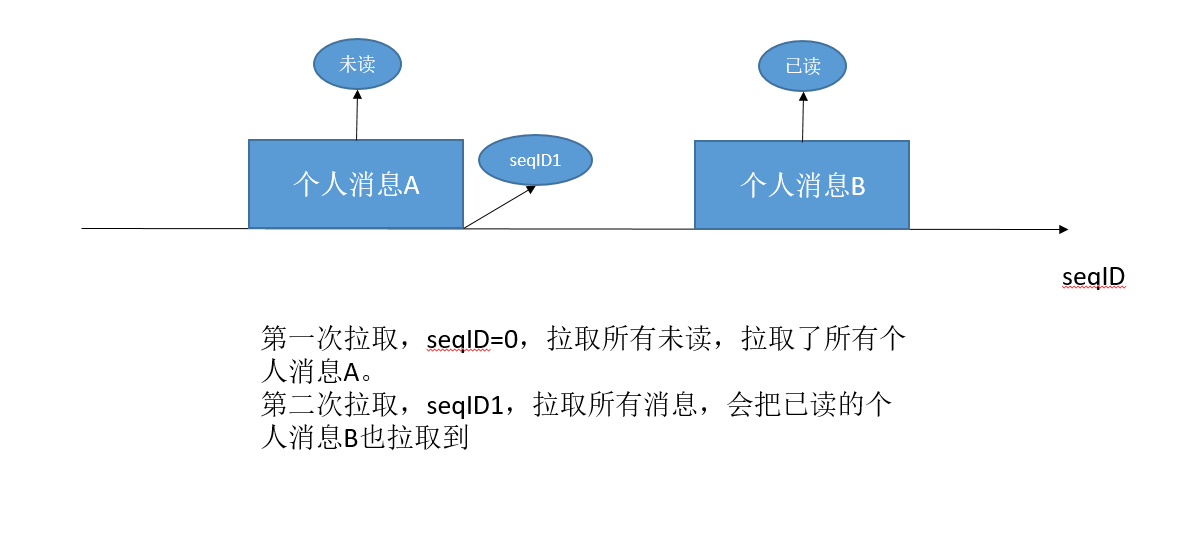 未读
已读
seqID1
个人消息A
个人消息B
seqID
第一次拉取，seqID=0，拉取所有未读，拉取了所有个
人消息A。
第二次拉取，seqID1，拉取所有消息，会把已读的个
人消息B也拉取到